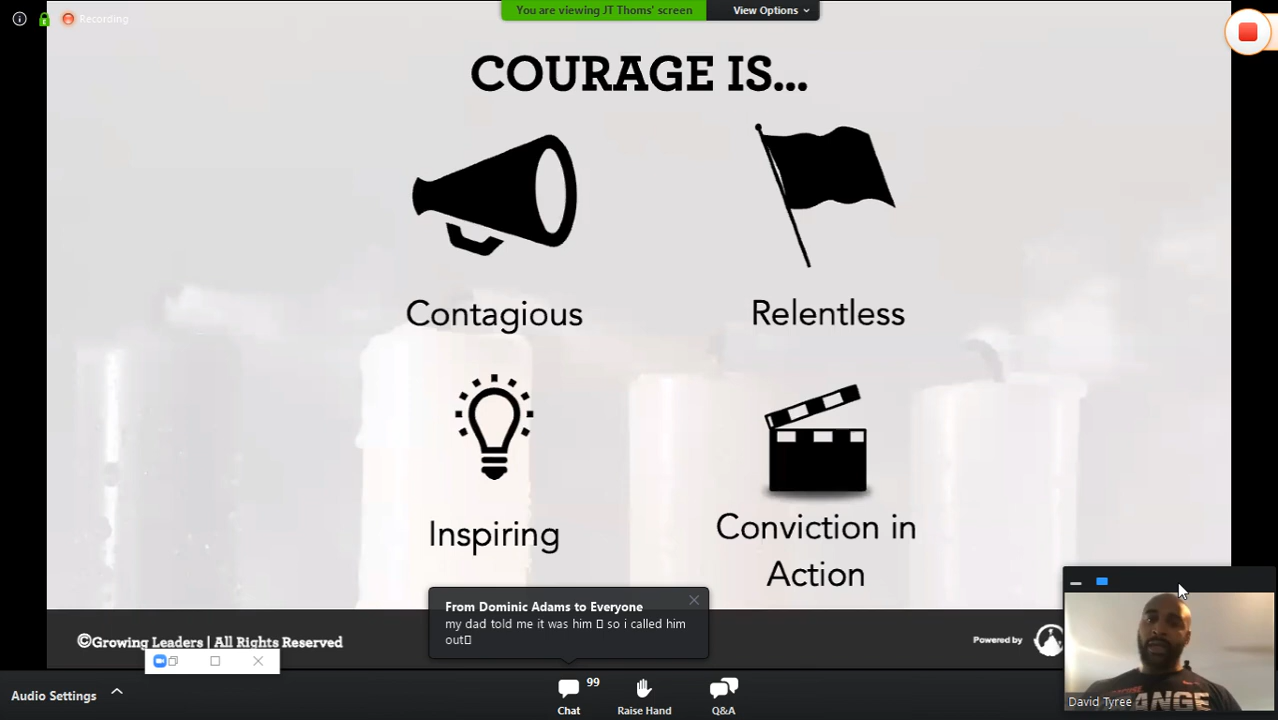 Recording
You are viewing JT Thoms' screen
View Options
COURAGE IS...
Contagious
Relentless
Inspiring
Conviction in
Action
From Dominic Adams to Everyone
my dad told me it was him so i called him
out
©Growing Leaders | All Rights Reserved
Powered by
David Tyree
Audio Settings
99
Chat
Raise Hand
Q&A